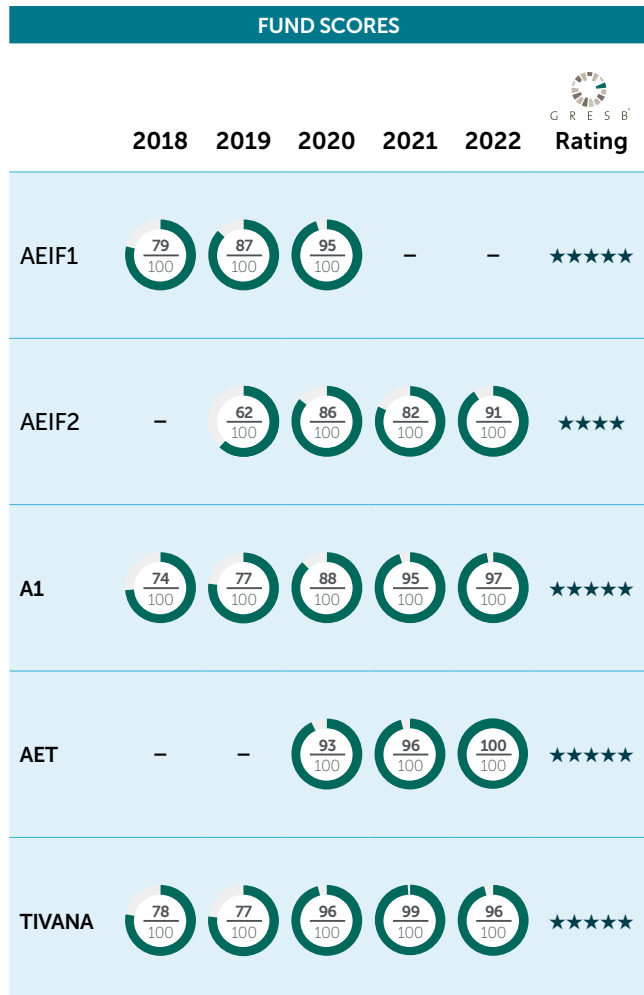 FUND SCORES
GRESB®
2018 2019 2020 2021 2022 Rating
AEIF1 79/100 87/100 95/100 – – ★★★★★
AEIF2 – 62/100 86/100 82/100 91/100 ★★★★
A1 74/100 77/100 88/100 95/100 97/100 ★★★★★
AET – – 93/100 96/100 100/100 ★★★★★
TIVANA 78/100 77/100 96/100 99/100 96/100 ★★★★★